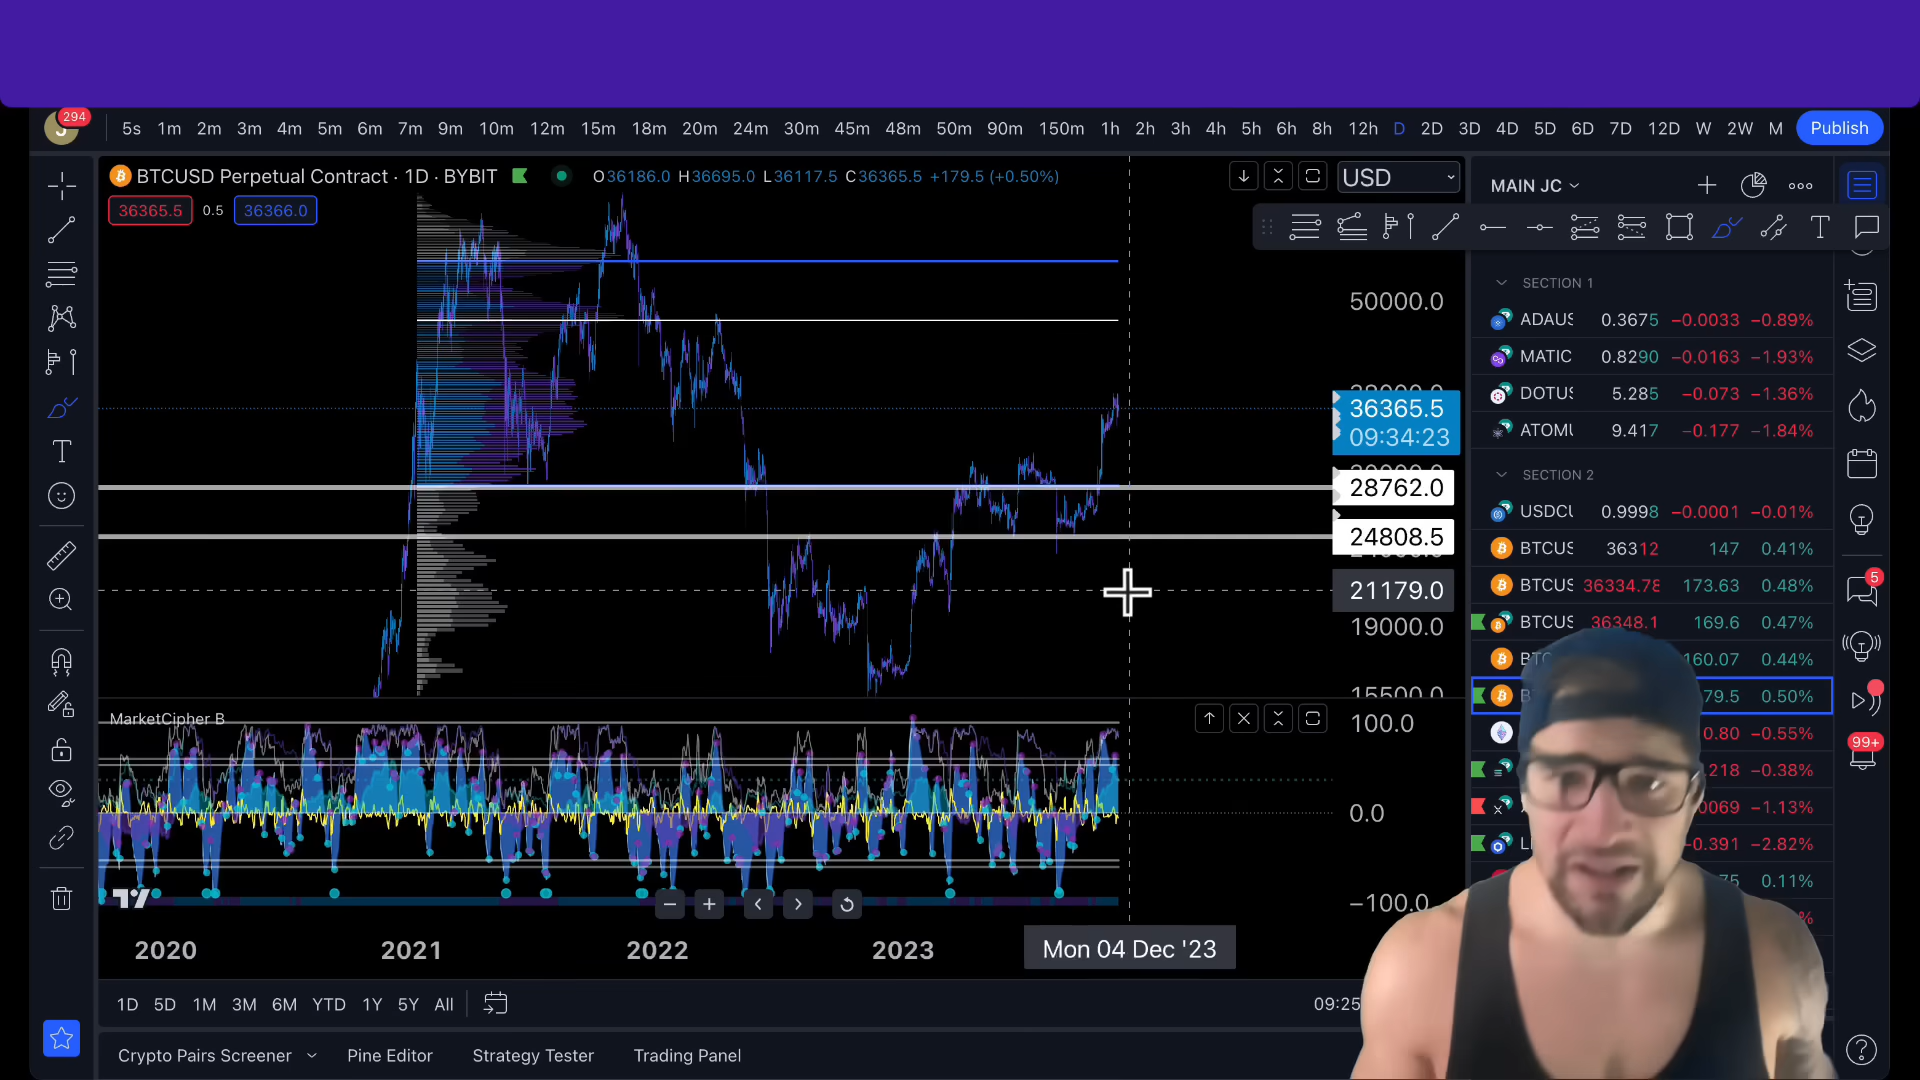 294
5s 1m 2m 3m 4m 5m 6m 7m 9m 10m 12m 15m 18m 20m 24m 30m 45m 48m 50m 90m 150m 1h 2h 3h 4h 5h 6h 8h 12h D 2D 3D 4D 5D 6D 7D 12D W 2W M Publish
BTCUSD Perpetual Contract · 1D · BYBIT O36186.0 H36695.0 L36117.5 C36365.5 +179.5 (+0.50%)
USD
MAIN JC
36365.5 0.5 36366.0
SECTION 1
50000.0
ADAUS 0.3675 −0.0033 −0.89%
MATIC 0.8290 −0.0163 −1.93%
DOTUS 5.285 −0.073 −1.36%
36365.5
ATOMU 9.417 −0.177 −1.84%
09:34:23
SECTION 2
28762.0
USDCU 0.9998 −0.0001 −0.01%
24808.5
BTCUS 36312 147 0.41%
21179.0
BTCUS 36334.78 173.63 0.48%
5
19000.0
BTCUS 36348.1 169.6 0.47%
160.07 0.44%
15500.0
79.5 0.50%
MarketCipher B
100.0
0.80 −0.55%
99+
218 −0.38%
0.0
0069 −1.13%
−0.391 −2.82%
75 0.11%
−100.0
2020 2021 2022 2023 Mon 04 Dec '23
1D 5D 1M 3M 6M YTD 1Y 5Y All
09:25
Crypto Pairs Screener Pine Editor Strategy Tester Trading Panel